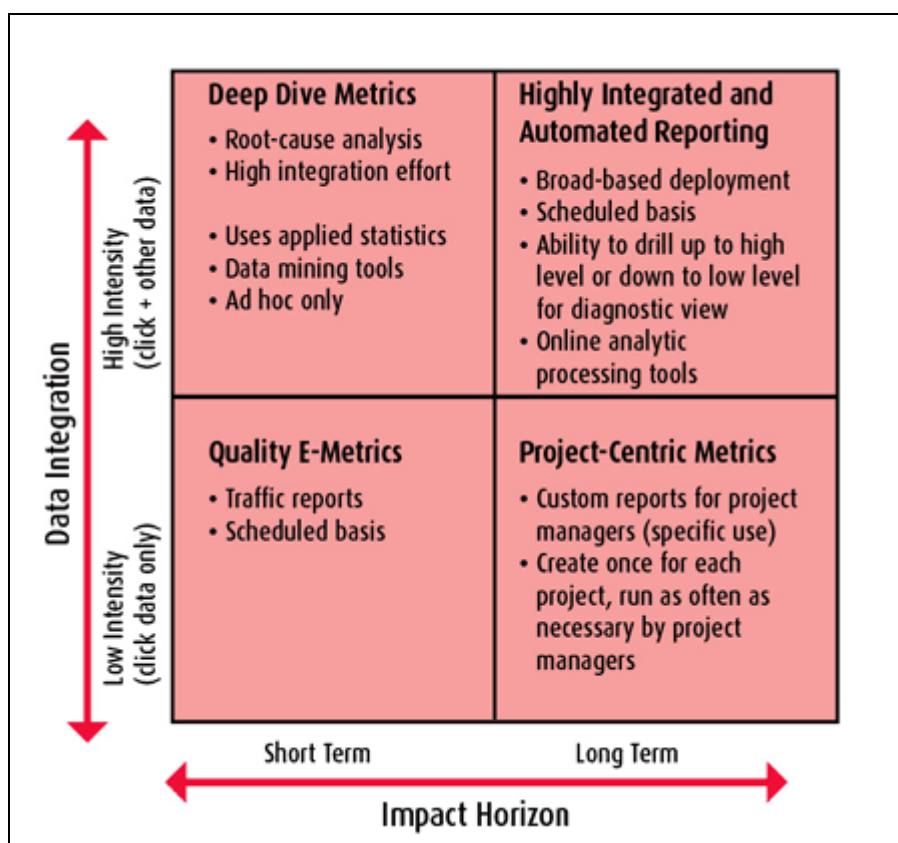 Deep Dive Metrics
• Root-cause analysis
• High integration effort
• Uses applied statistics
• Data mining tools
• Ad hoc only
Highly Integrated and
Automated Reporting
• Broad-based deployment
• Scheduled basis
• Ability to drill up to high
level or down to low level
for diagnostic view
• Online analytic
processing tools
Data Integration
High Intensity
(click + other data)
Low Intensity
(click data only)
Quality E-Metrics
• Traffic reports
• Scheduled basis
Project-Centric Metrics
• Custom reports for project
managers (specific use)
• Create once for each
project, run as often as
necessary by project
managers
Short Term
Long Term
Impact Horizon